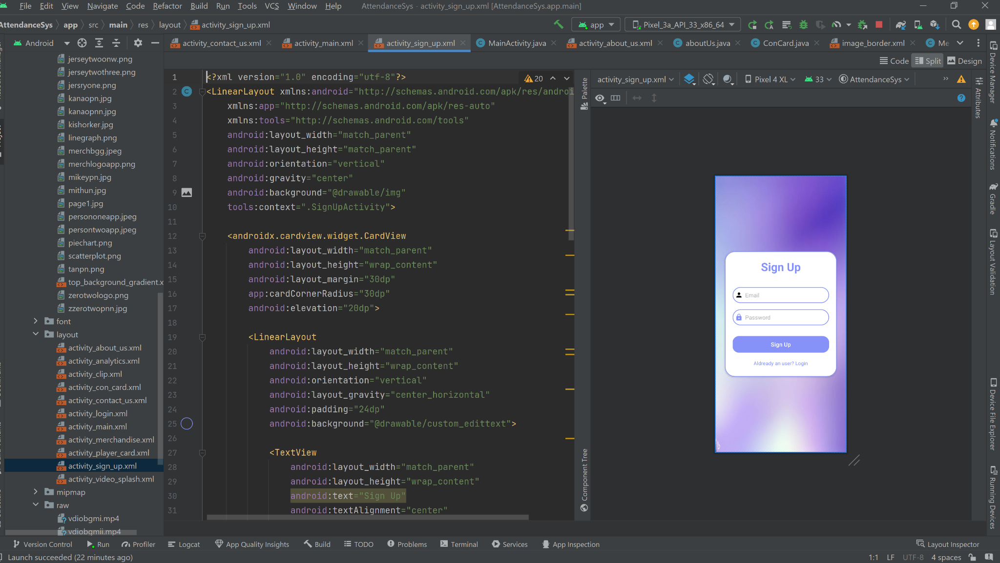 File Edit View Navigate Code Refactor Build Run Tools VCS Window Help AttendanceSys - activity_sign_up.xml [AttendanceSys.app.main]
AttendanceSys app src main res layout activity_sign_up.xml
app Pixel_3a_API_33_x86_64
Android
activity_contact_us.xml activity_main.xml activity_sign_up.xml MainActivity.java activity_about_us.xml aboutUs.java ConCard.java image_border.xml Me
Code Split Design
jerseytwoonw.png
jerseytwothree.png
jersryone.png
kanaopn.jpg
kanaopnn.jpg
kishorker.jpg
linegraph.png
merchbgg.jpeg
merchlogoapp.png
mikeypn.jpg
mithun.jpg
page1.jpg
persononeapp.jpeg
persontwoapp.jpeg
piechart.png
scatterplot.png
tanpn.png
top_background_gradient.x
zerotwologo.png
zzerotwopnn.jpg
font
layout
activity_about_us.xml
activity_analytics.xml
activity_clip.xml
activity_con_card.xml
activity_contact_us.xml
activity_login.xml
activity_main.xml
activity_merchandise.xml
activity_player_card.xml
activity_sign_up.xml
activity_video_splash.xml
mipmap
raw
vdiobgmi.mp4
vdiobgmii.mp4
1 <?xml version="1.0" encoding="utf-8"?>
20
2 <LinearLayout xmlns:android="http://schemas.android.com/apk/res/androi
3 xmlns:app="http://schemas.android.com/apk/res-auto"
4 xmlns:tools="http://schemas.android.com/tools"
5 android:layout_width="match_parent"
6 android:layout_height="match_parent"
7 android:orientation="vertical"
8 android:gravity="center"
9 android:background="@drawable/img"
10 tools:context=".SignUpActivity">
11
12 <androidx.cardview.widget.CardView
13 android:layout_width="match_parent"
14 android:layout_height="wrap_content"
15 android:layout_margin="30dp"
16 app:cardCornerRadius="30dp"
17 android:elevation="20dp">
18
19 <LinearLayout
20 android:layout_width="match_parent"
21 android:layout_height="wrap_content"
22 android:orientation="vertical"
23 android:layout_gravity="center_horizontal"
24 android:padding="24dp"
25 android:background="@drawable/custom_edittext">
26
27 <TextView
28 android:layout_width="match_parent"
29 android:layout_height="wrap_content"
30 android:text="Sign Up"
31 android:textAlignment="center"
Palette
Component Tree
activity_sign_up.xml Pixel 4 XL 33 AttendanceSys
Sign Up
Email
Password
Sign Up
Aldready an user? Login
Attributes
Device Manager
Notifications
Gradle
Layout Validation
Device File Explorer
Running Devices
Version Control Run Profiler Logcat App Quality Insights Build TODO Problems Terminal Services App Inspection Layout Inspector
Launch succeeded (22 minutes ago) 1:1 LF UTF-8 4 spaces